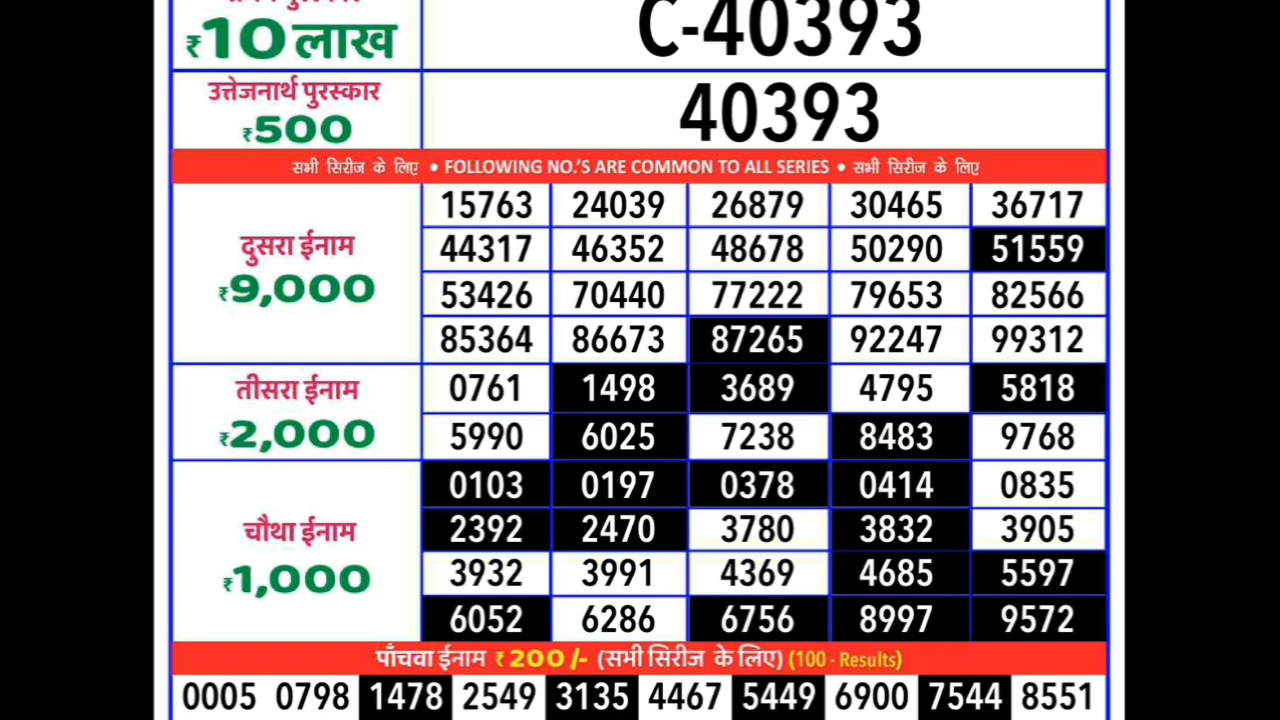 ₹10 लाख
C-40393
उत्तेजनार्थ पुरस्कार
₹500
40393
सभी सिरीज के लिए • FOLLOWING NO.'S ARE COMMON TO ALL SERIES • सभी सिरीज के लिए
दुसरा ईनाम
₹9,000
15763 24039 26879 30465 36717
44317 46352 48678 50290 51559
53426 70440 77222 79653 82566
85364 86673 87265 92247 99312
तीसरा ईनाम
₹2,000
0761 1498 3689 4795 5818
5990 6025 7238 8483 9768
चौथा ईनाम
₹1,000
0103 0197 0378 0414 0835
2392 2470 3780 3832 3905
3932 3991 4369 4685 5597
6052 6286 6756 8997 9572
पाँचवा ईनाम ₹200/- (सभी सिरीज के लिए) (100 - Results)
0005 0798 1478 2549 3135 4467 5449 6900 7544 8551